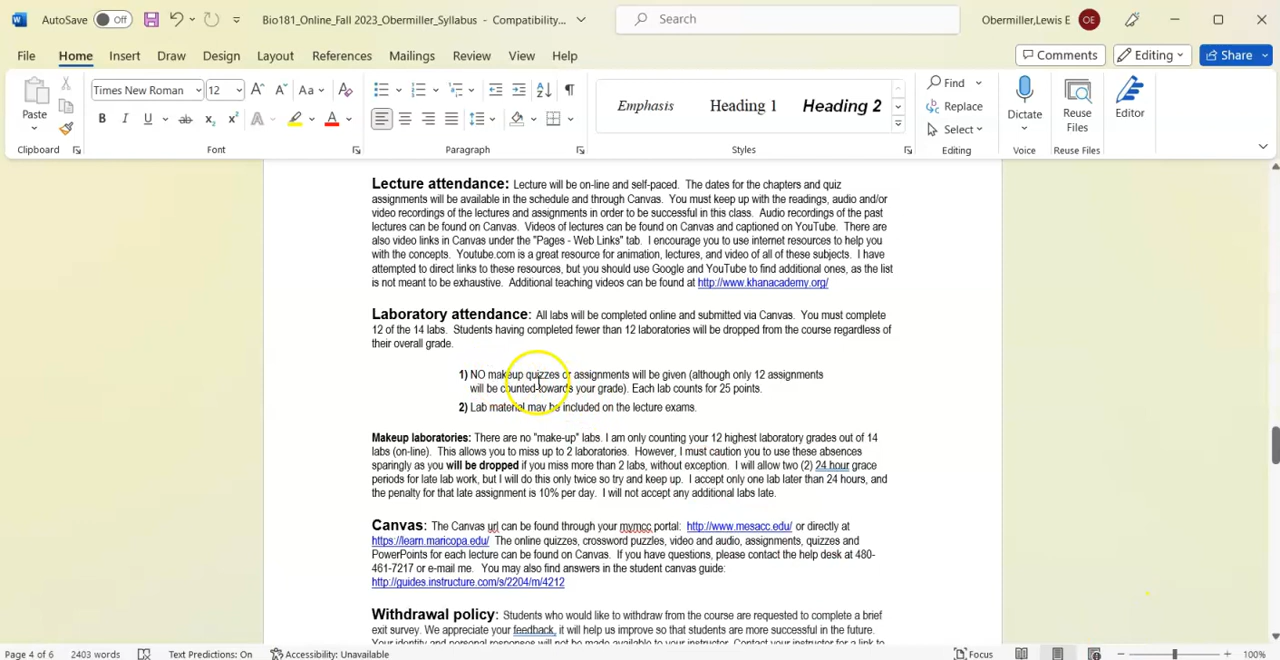 AutoSave Off Bio181_Online_Fall 2023_Obermiller_Syllabus - Compatibility... Search Obermiller,Lewis E OE
File Home Insert Draw Design Layout References Mailings Review View Help Comments Editing Share
Paste Times New Roman 12 Aa Emphasis Heading 1 Heading 2 Find Replace Select Dictate Reuse Files Editor
Clipboard Font Paragraph Styles Editing Voice Reuse Files
Lecture attendance: Lecture will be on-line and self-paced. The dates for the chapters and quiz
assignments will be available in the schedule and through Canvas. You must keep up with the readings, audio and/or
video recordings of the lectures and assignments in order to be successful in this class. Audio recordings of the past
lectures can be found on Canvas. Videos of lectures can be found on Canvas and captioned on YouTube. There are
also video links in Canvas under the "Pages - Web Links" tab. I encourage you to use internet resources to help you
with the concepts. Youtube.com is a great resource for animation, lectures, and video of all of these subjects. I have
attempted to direct links to these resources, but you should use Google and YouTube to find additional ones, as the list
is not meant to be exhaustive. Additional teaching videos can be found at http://www.khanacademy.org/
Laboratory attendance: All labs will be completed online and submitted via Canvas. You must complete
12 of the 14 labs. Students having completed fewer than 12 laboratories will be dropped from the course regardless of
their overall grade.
1) NO makeup quizzes or assignments will be given (although only 12 assignments
will be counted towards your grade). Each lab counts for 25 points.
2) Lab material may be included on the lecture exams.
Makeup laboratories: There are no "make-up" labs. I am only counting your 12 highest laboratory grades out of 14
labs (on-line). This allows you to miss up to 2 laboratories. However, I must caution you to use these absences
sparingly as you will be dropped if you miss more than 2 labs, without exception. I will allow two (2) 24 hour grace
periods for late lab work, but I will do this only twice so try and keep up. I accept only one lab later than 24 hours, and
the penalty for that late assignment is 10% per day. I will not accept any additional labs late.
Canvas: The Canvas url can be found through your mymcc portal: http://www.mesacc.edu/ or directly at
https://learn.maricopa.edu/ The online quizzes, crossword puzzles, video and audio, assignments, quizzes and
PowerPoints for each lecture can be found on Canvas. If you have questions, please contact the help desk at 480-
461-7217 or e-mail me. You may also find answers in the student canvas guide:
http://guides.instructure.com/s/2204/m/4212
Withdrawal policy: Students who would like to withdraw from the course are requested to complete a brief
exit survey. We appreciate your feedback, it will help us improve so that students are more successful in the future.
Your identity and personal responses will not be made available to your instructor. Contact your instructor for a link to
Page 4 of 6 2403 words Text Predictions: On Accessibility: Unavailable Focus 100%